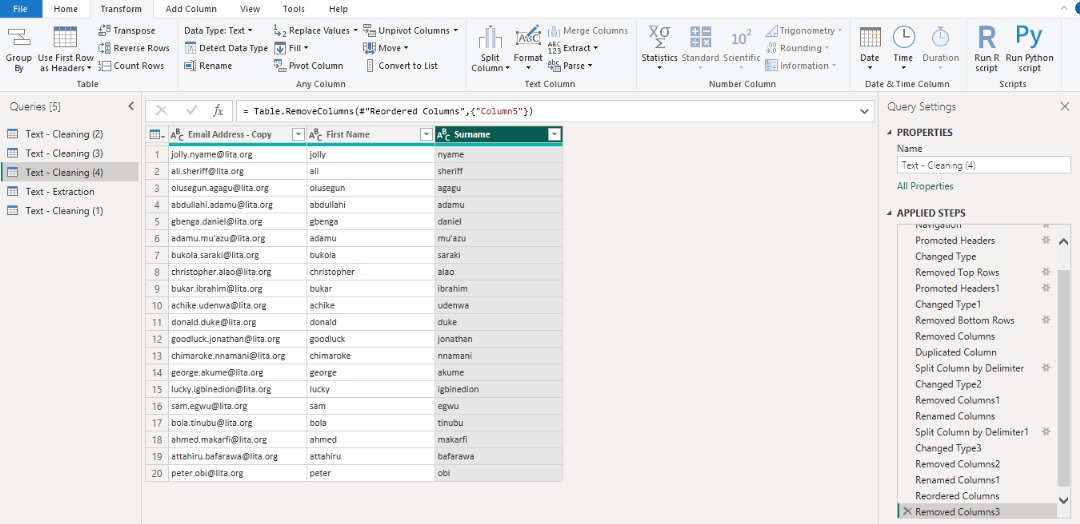 File Home Transform Add Column View Tools Help
Group By
Use First Row as Headers
Transpose
Reverse Rows
Count Rows
Table
Data Type: Text
Detect Data Type
Rename
Replace Values
Fill
Pivot Column
Unpivot Columns
Move
Convert to List
Any Column
Split Column
Format
Merge Columns
Extract
Parse
Text Column
Statistics
Standard
Scientific
Trigonometry
Rounding
Information
Number Column
Date
Time
Duration
Date & Time Column
Run R script
Run Python script
Scripts
Queries [5]
Text - Cleaning (2)
Text - Cleaning (3)
Text - Cleaning (4)
Text - Extraction
Text - Cleaning (1)
= Table.RemoveColumns(#"Reordered Columns",{"Column5"})
Email Address - Copy First Name Surname
1 jolly.nyame@lita.org jolly nyame
2 ali.sheriff@lita.org ali sheriff
3 olusegun.agagu@lita.org olusegun agagu
4 abdullahi.adamu@lita.org abdullahi adamu
5 gbenga.daniel@lita.org gbenga daniel
6 adamu.mu'azu@lita.org adamu mu'azu
7 bukola.saraki@lita.org bukola saraki
8 christopher.alao@lita.org christopher alao
9 bukar.ibrahim@lita.org bukar ibrahim
10 achike.udenwa@lita.org achike udenwa
11 donald.duke@lita.org donald duke
12 goodluck.jonathan@lita.org goodluck jonathan
13 chimaroke.nnamani@lita.org chimaroke nnamani
14 george.akume@lita.org george akume
15 lucky.igbinedion@lita.org lucky igbinedion
16 sam.egwu@lita.org sam egwu
17 bola.tinubu@lita.org bola tinubu
18 ahmed.makarfi@lita.org ahmed makarfi
19 attahiru.bafarawa@lita.org attahiru bafarawa
20 peter.obi@lita.org peter obi
Query Settings
PROPERTIES
Name
Text - Cleaning (4)
All Properties
APPLIED STEPS
Navigation
Promoted Headers
Changed Type
Removed Top Rows
Promoted Headers1
Changed Type1
Removed Bottom Rows
Removed Columns
Duplicated Column
Split Column by Delimiter
Changed Type2
Removed Columns1
Renamed Columns
Split Column by Delimiter1
Changed Type3
Removed Columns2
Renamed Columns1
Reordered Columns
Removed Columns3